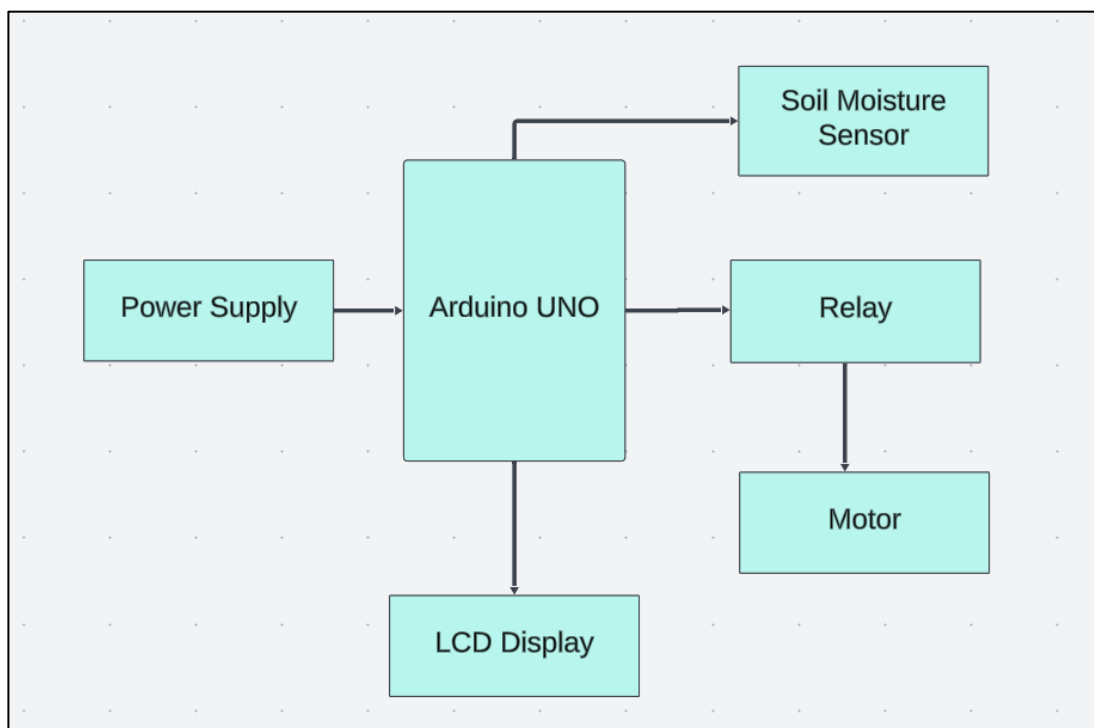 Soil Moisture
Sensor
Power Supply
Arduino UNO
Relay
Motor
LCD Display